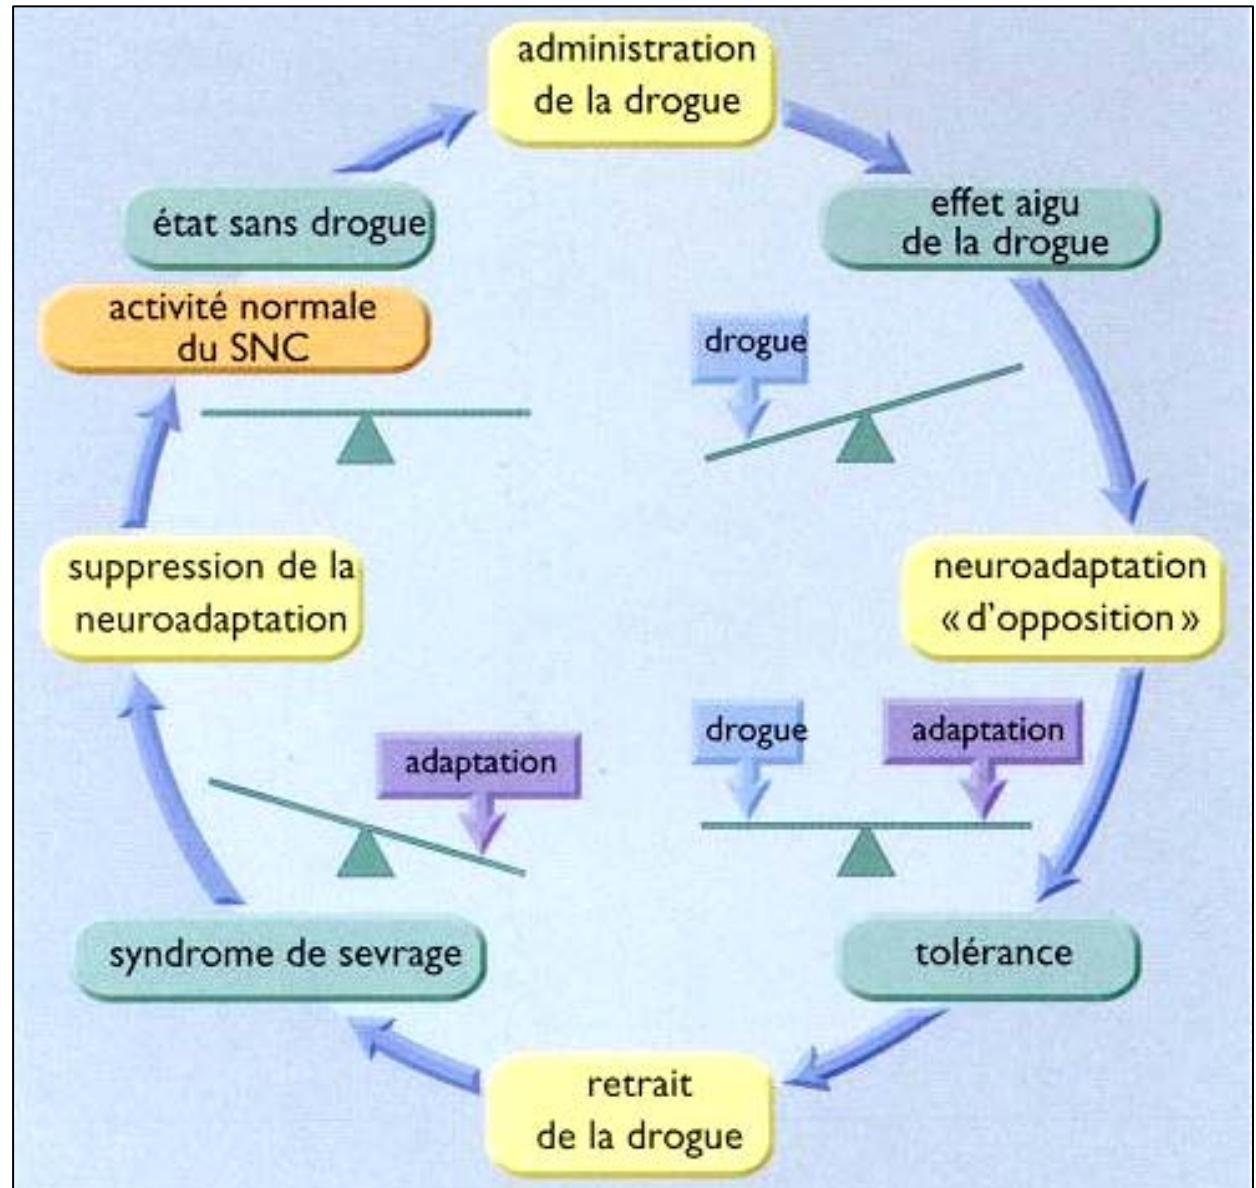 administration
de la drogue
effet aigu
de la drogue
état sans drogue
activité normale
du SNC
drogue
suppression de la
neuroadaptation
neuroadaptation
« d'opposition »
drogue
adaptation
adaptation
syndrome de sevrage
tolérance
retrait
de la drogue